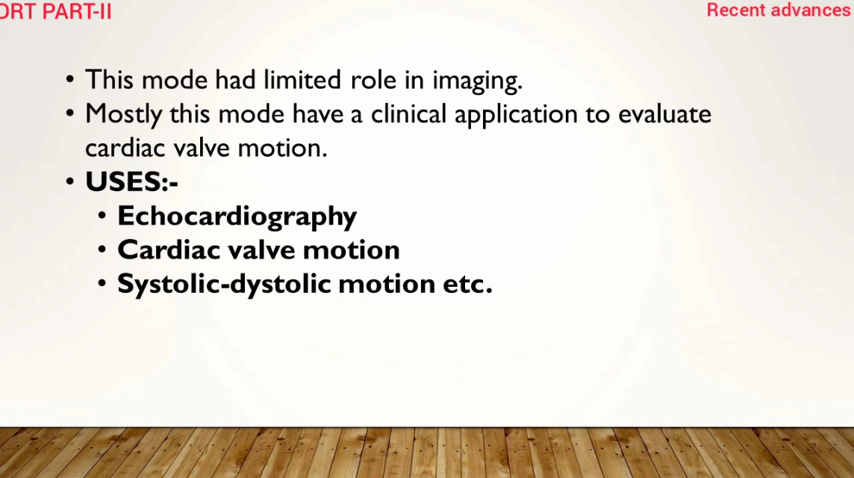 ORT PART-II
Recent advances
• This mode had limited role in imaging.
• Mostly this mode have a clinical application to evaluate
cardiac valve motion.
• USES:-
• Echocardiography
• Cardiac valve motion
• Systolic-dystolic motion etc.